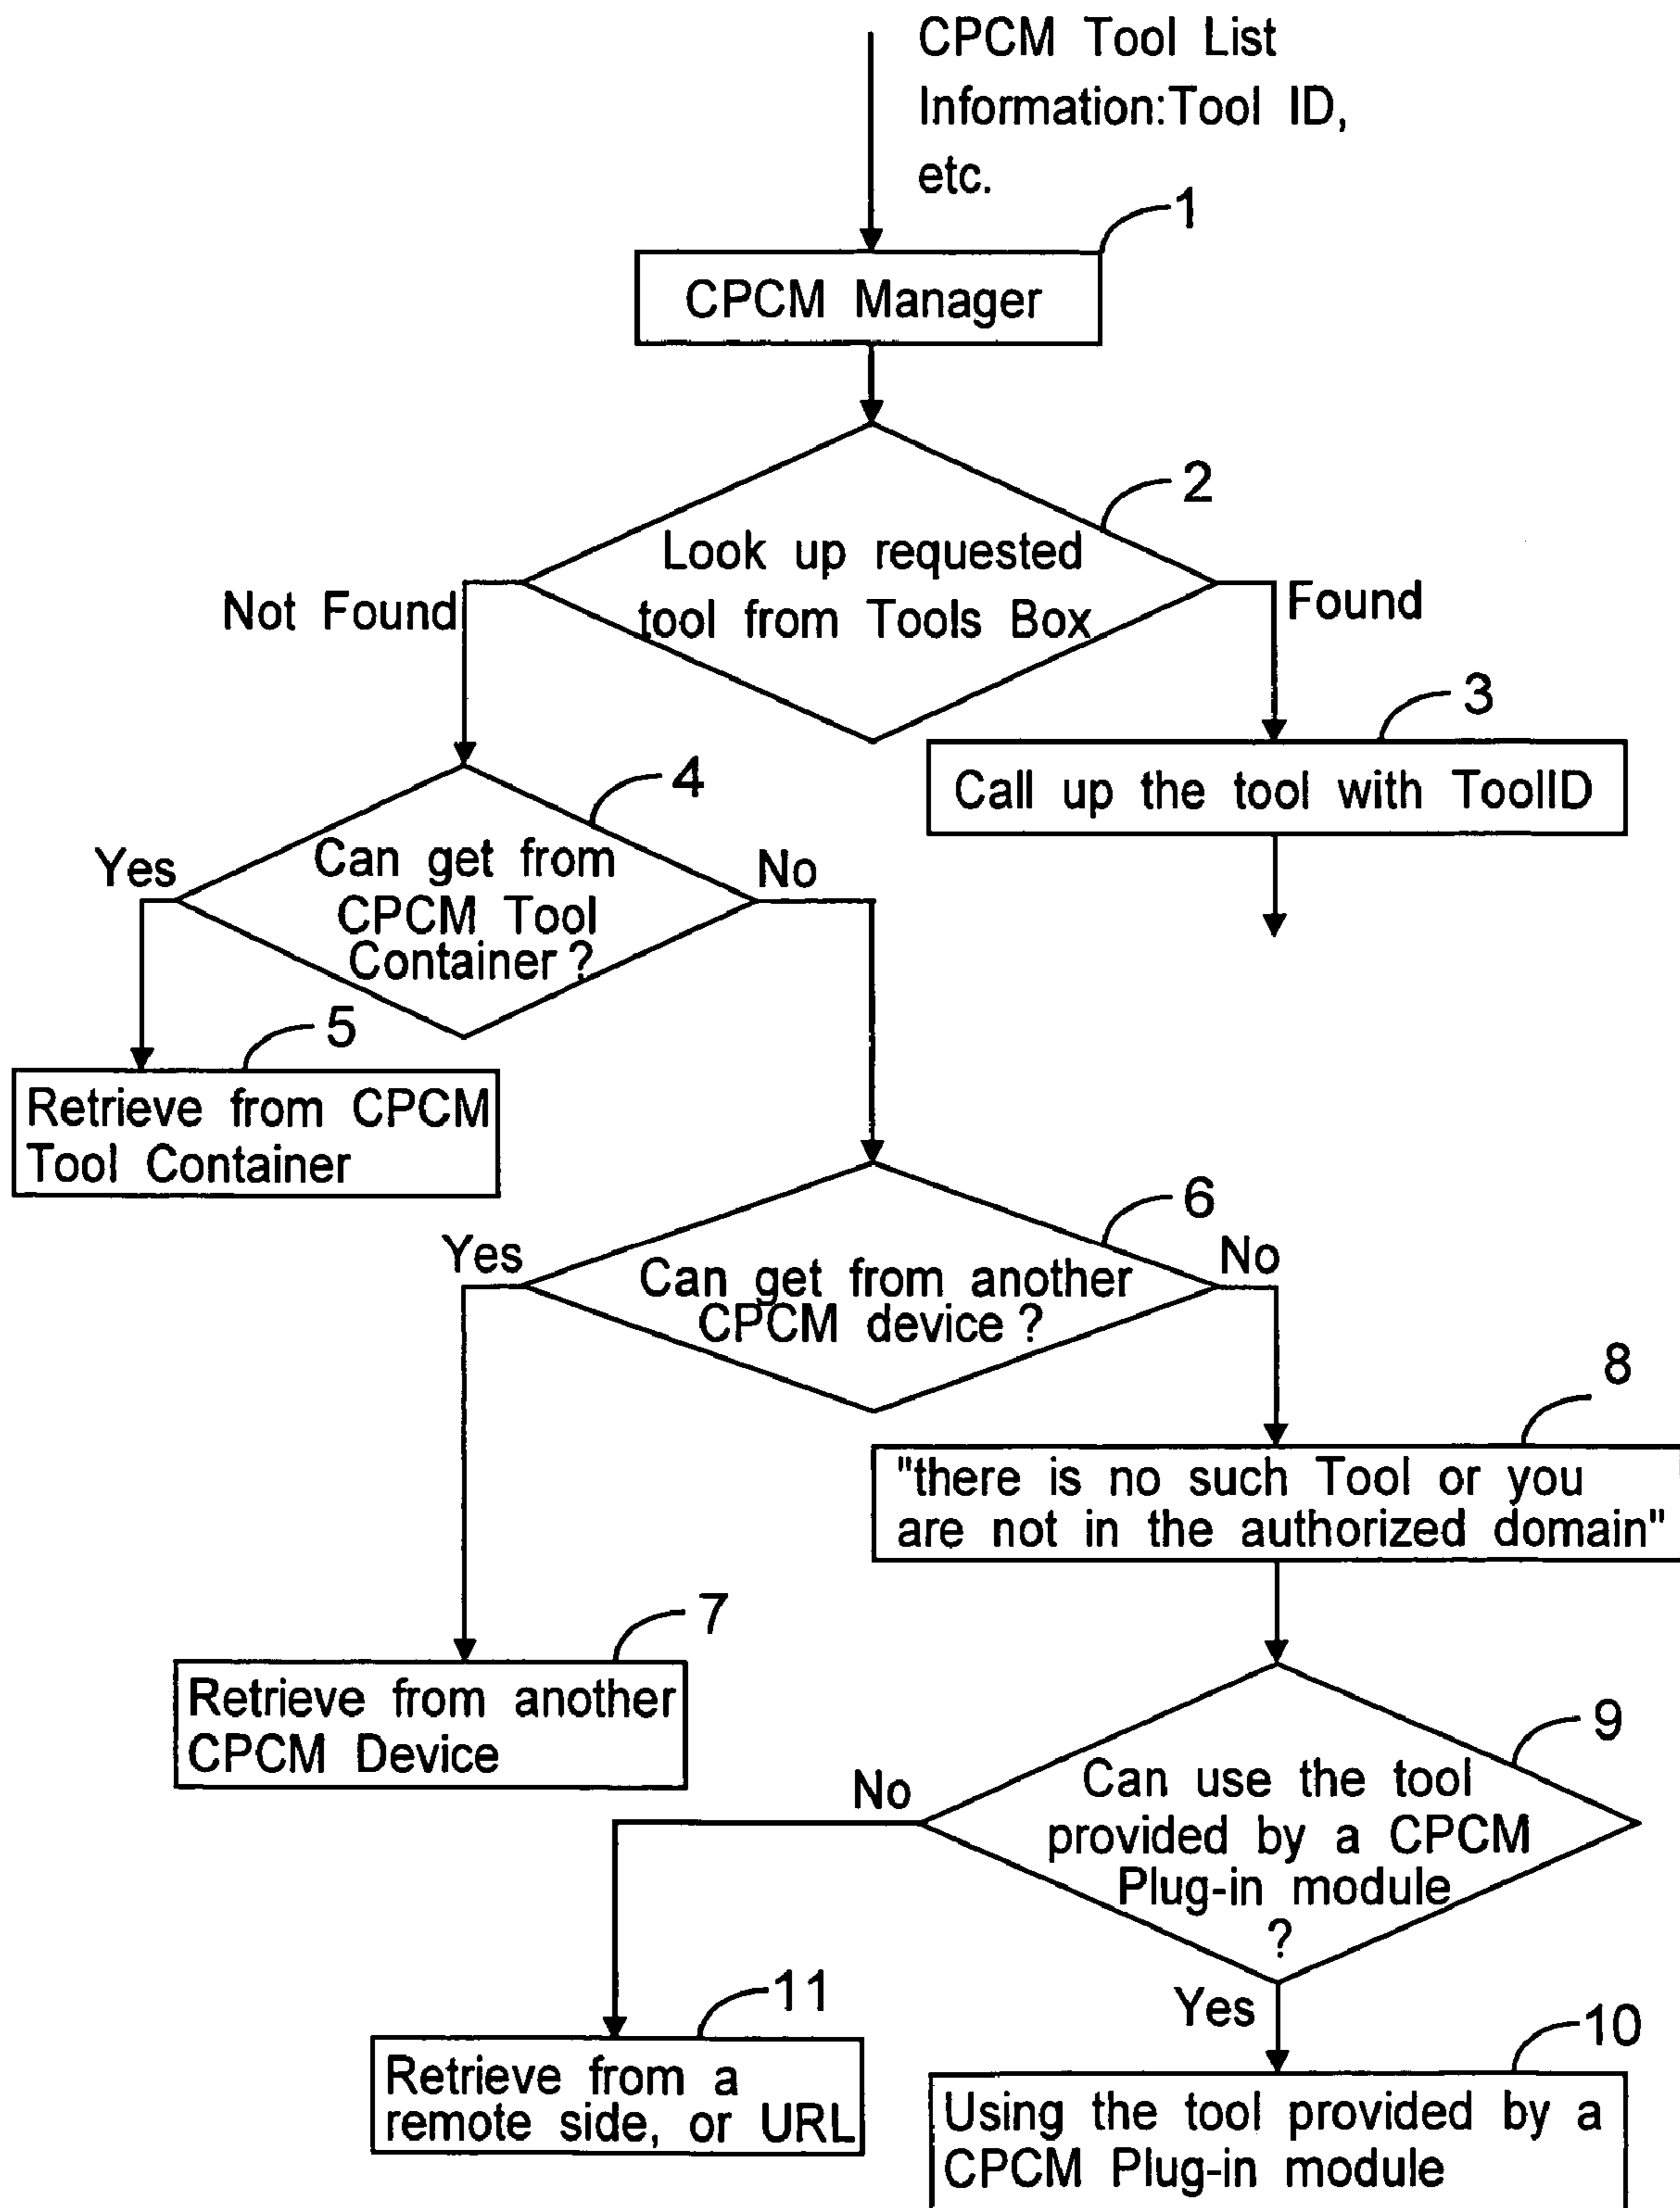 CPCM Tool List
Information:Tool ID,
etc.
1
CPCM Manager
2
Look up requested
tool from Tools Box
Not Found
Found
3
Call up the tool with ToolID
4
Can get from
CPCM Tool
Container ?
Yes
No
5
Retrieve from CPCM
Tool Container
6
Can get from another
CPCM device ?
Yes
No
8
"there is no such Tool or you
are not in the authorized domain"
7
Retrieve from another
CPCM Device
9
Can use the tool
provided by a CPCM
Plug-in module
?
No
Yes
11
Retrieve from a
remote side, or URL
10
Using the tool provided by a
CPCM Plug-in module